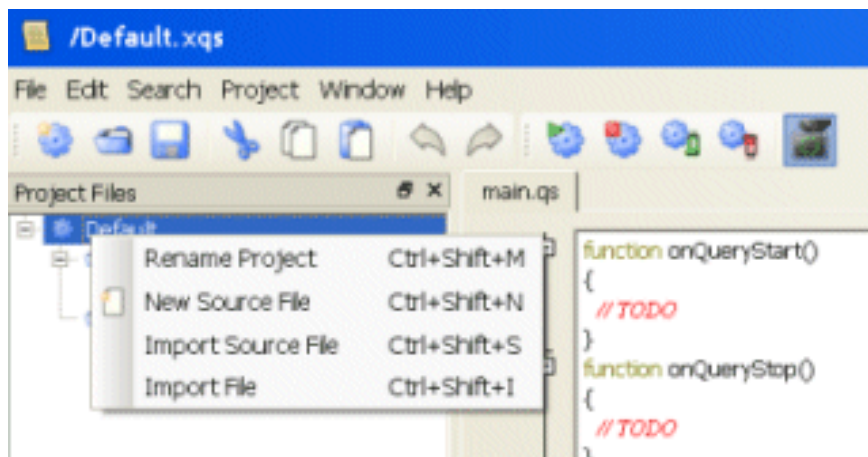 /Default.xqs
File Edit Search Project Window Help
Project Files
main.qs
Default
Rename Project Ctrl+Shift+M
New Source File Ctrl+Shift+N
Import Source File Ctrl+Shift+S
Import File Ctrl+Shift+I
function onQueryStart()
{
// TODO
}
function onQueryStop()
{
// TODO
}